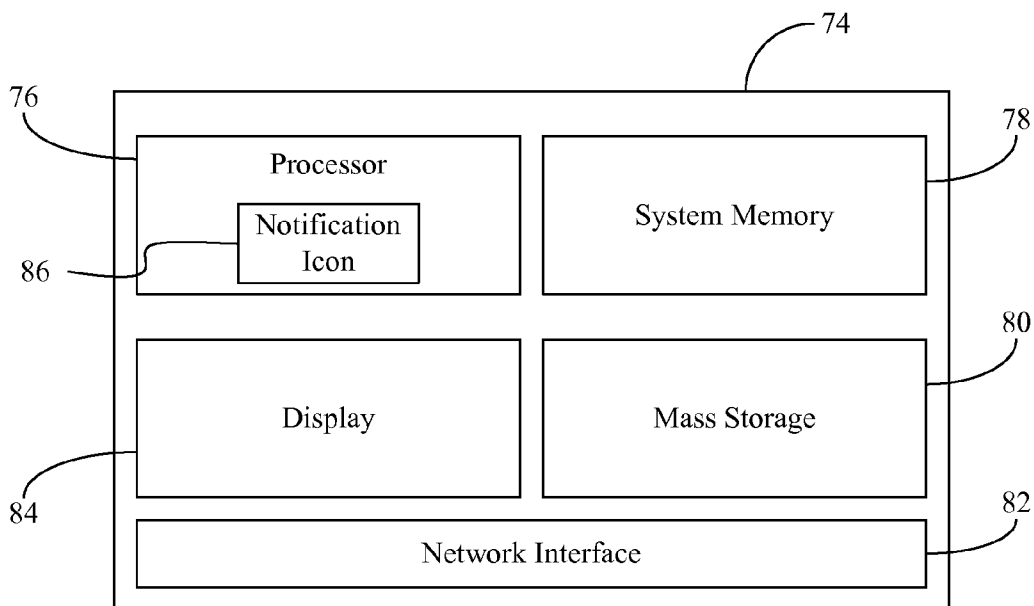 74
76
78
Processor
Notification
Icon
System Memory
86
80
Display
Mass Storage
84
82
Network Interface